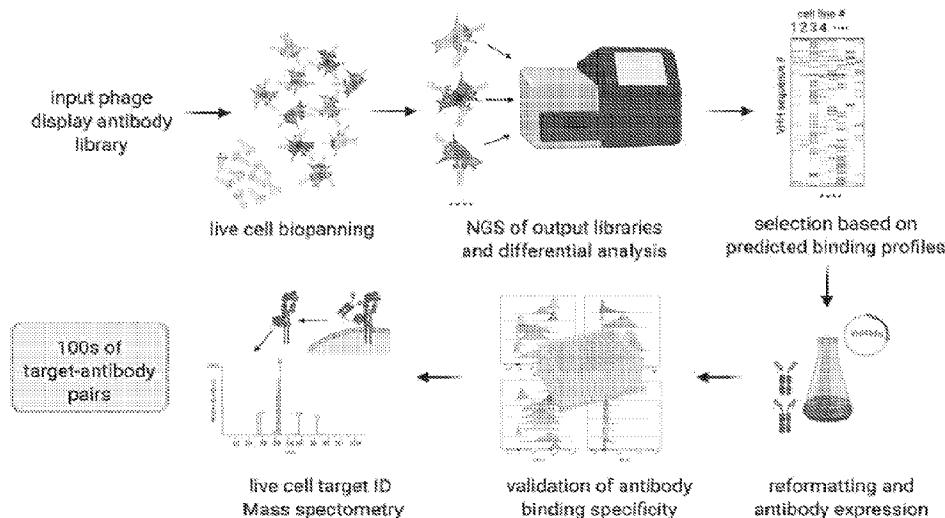 cell line #
1 2 3 4 ....
VHH sequence #
input phage
display antibody
library
live cell biopanning
NGS of output libraries
and differential analysis
selection based on
predicted binding profiles
100s of
target-antibody
pairs
live cell target ID
Mass spectometry
validation of antibody
binding specificity
reformatting and
antibody expression